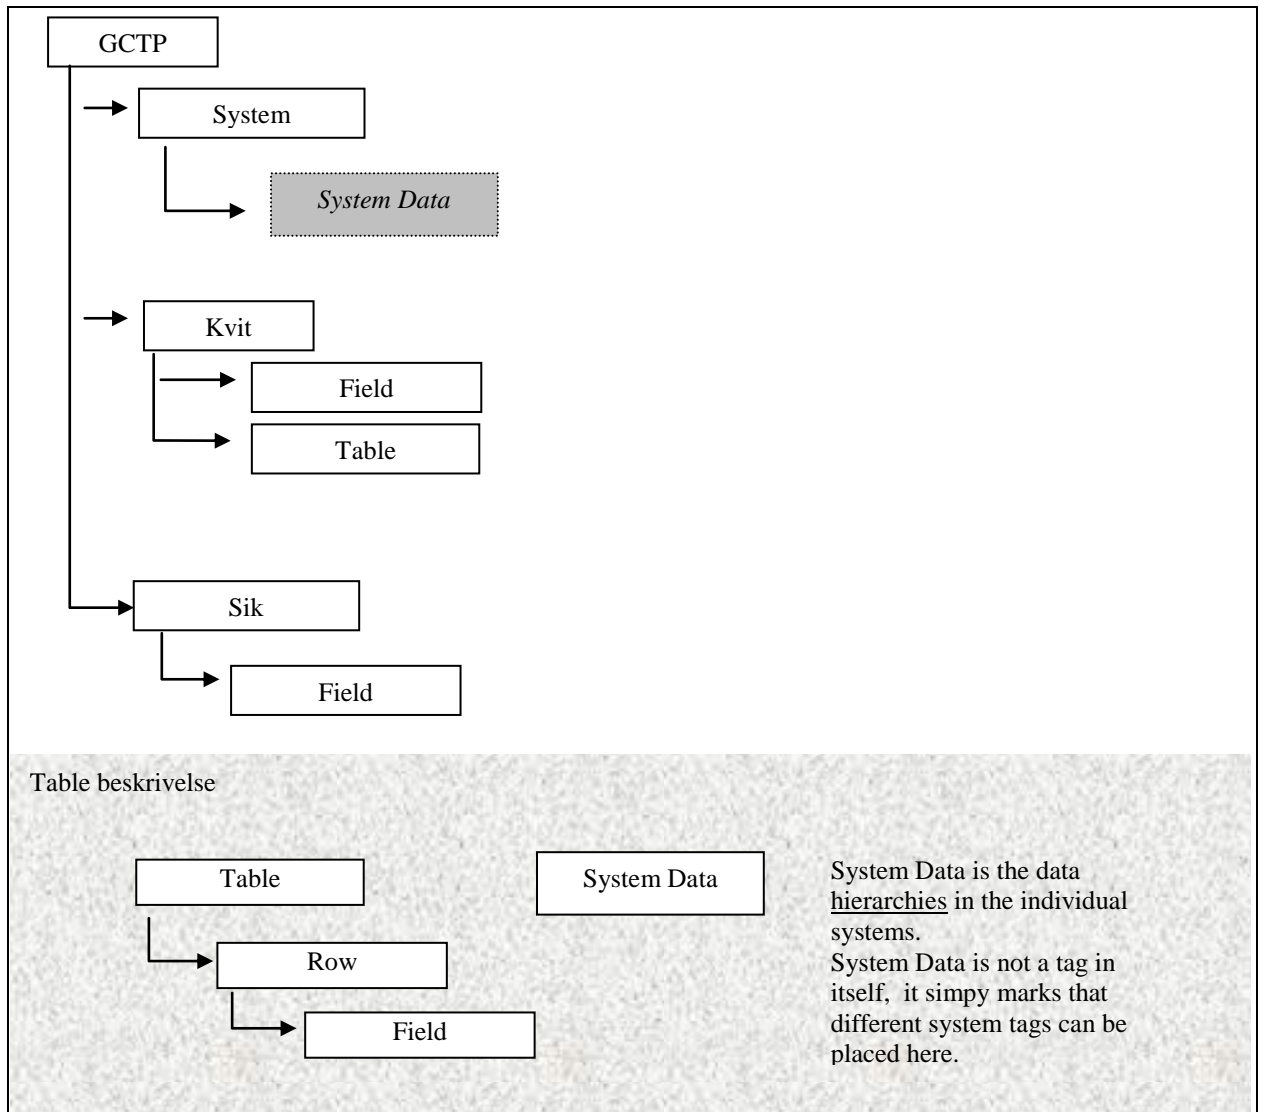 GCTP
System
System Data
Kvit
Field
Table
Sik
Field
Table beskrivelse
Table
Row
Field
System Data
System Data is the data
hierarchies in the individual
systems.
System Data is not a tag in
itself, it simpy marks that
different system tags can be
placed here.